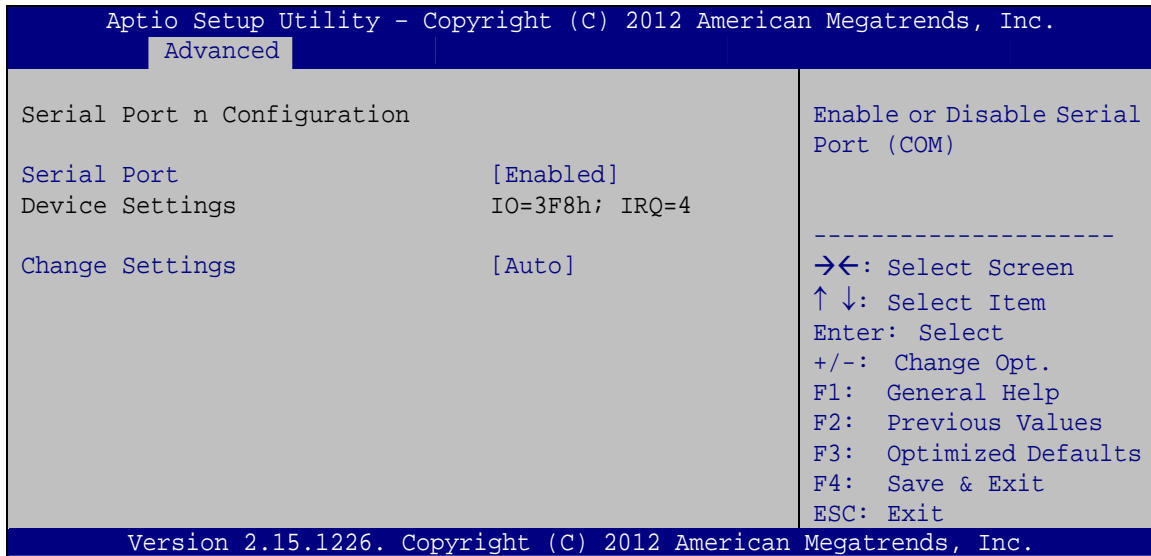 Aptio Setup Utility – Copyright (C) 2012 American Megatrends, Inc.
Advanced
Serial Port n Configuration
Serial Port [Enabled]
Device Settings IO=3F8h; IRQ=4
Change Settings [Auto]
Enable or Disable Serial
Port (COM)
---------------------
→←: Select Screen
↑ ↓: Select Item
Enter: Select
+/-: Change Opt.
F1: General Help
F2: Previous Values
F3: Optimized Defaults
F4: Save & Exit
ESC: Exit
Version 2.15.1226. Copyright (C) 2012 American Megatrends, Inc.